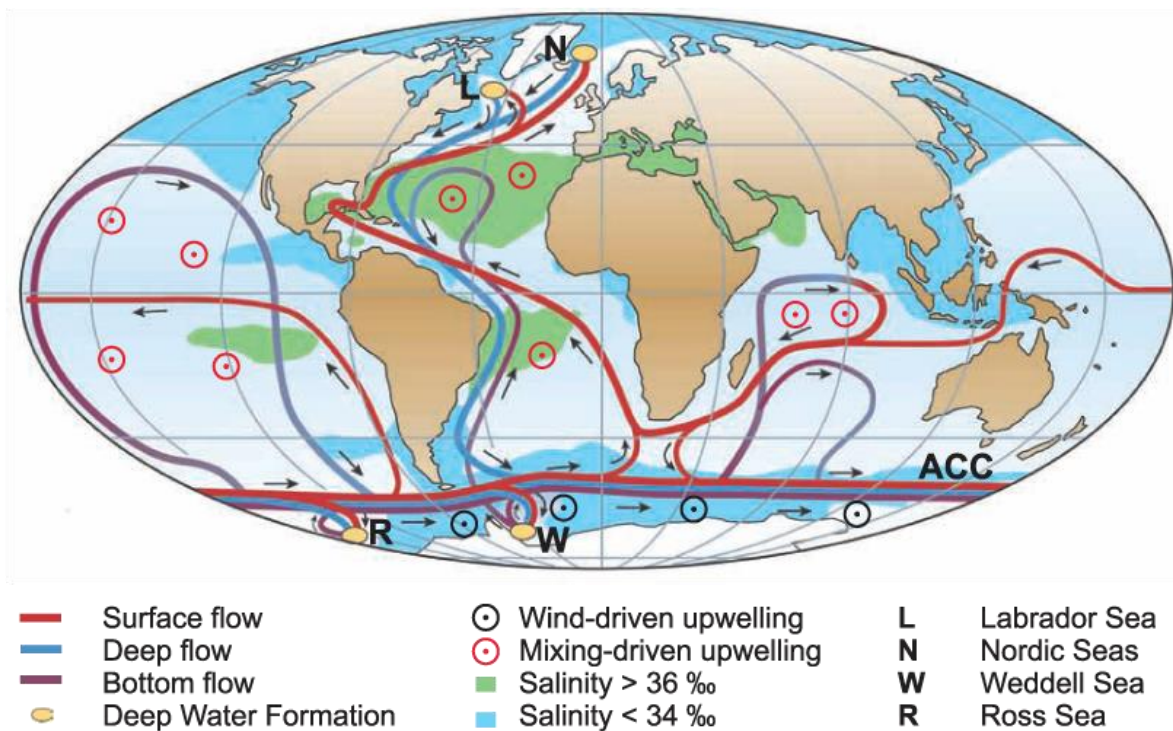 N
L
ACC
R
W
Surface flow
Deep flow
Bottom flow
Deep Water Formation
Wind-driven upwelling
Mixing-driven upwelling
Salinity > 36 ‰
Salinity < 34 ‰
L Labrador Sea
N Nordic Seas
W Weddell Sea
R Ross Sea